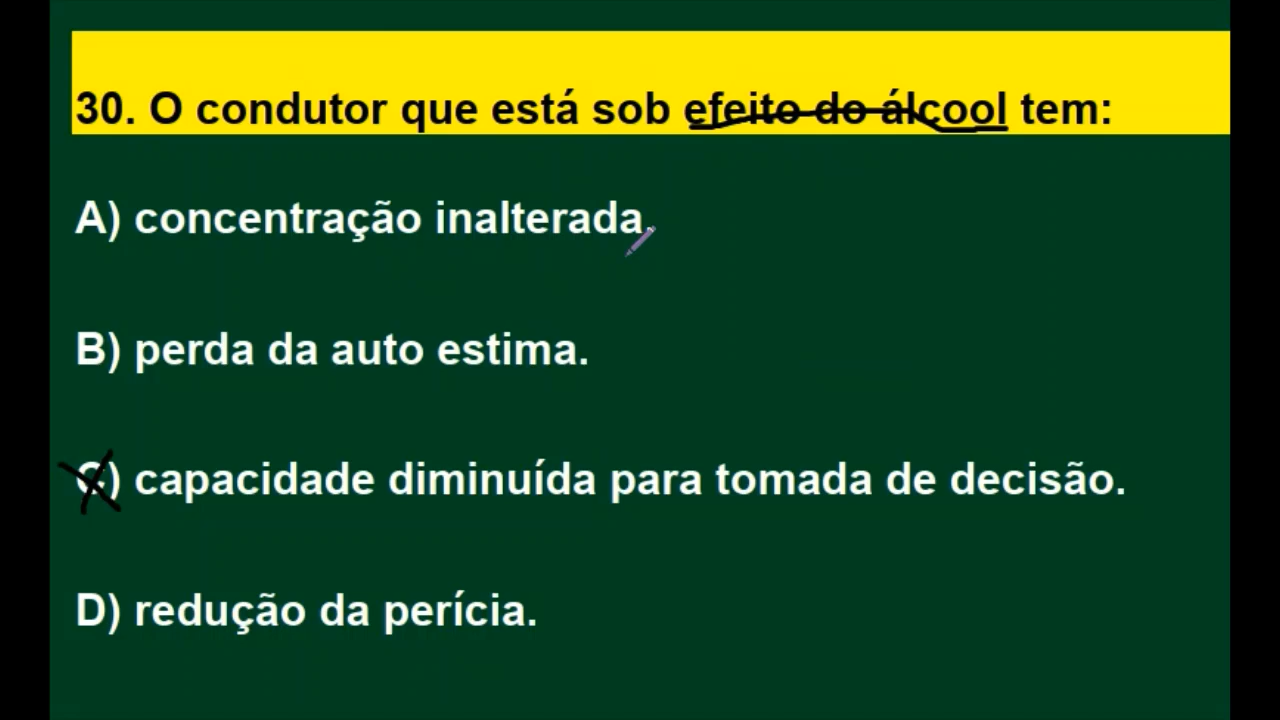 30. O condutor que está sob efeito do álcool tem:
A) concentração inalterada.
B) perda da auto estima.
C) capacidade diminuída para tomada de decisão.
D) redução da perícia.